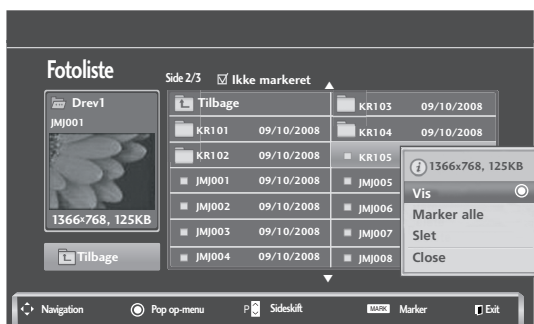 Fotoliste
Side 2/3 ☑ Ikke markeret
Drev1
JMJ001
1366×768, 125KB
Tilbage
Tilbage
KR101 09/10/2008
KR102 09/10/2008
JMJ001 09/10/2008
JMJ002 09/10/2008
JMJ003 09/10/2008
JMJ004 09/10/2008
KR103 09/10/2008
KR104 09/10/2008
KR105
JMJ005
JMJ006
JMJ007
JMJ008
1366x768, 125KB
Vis
Marker alle
Slet
Close
Navigation
Pop op-menu
P Sideskift
MARK Marker
Exit